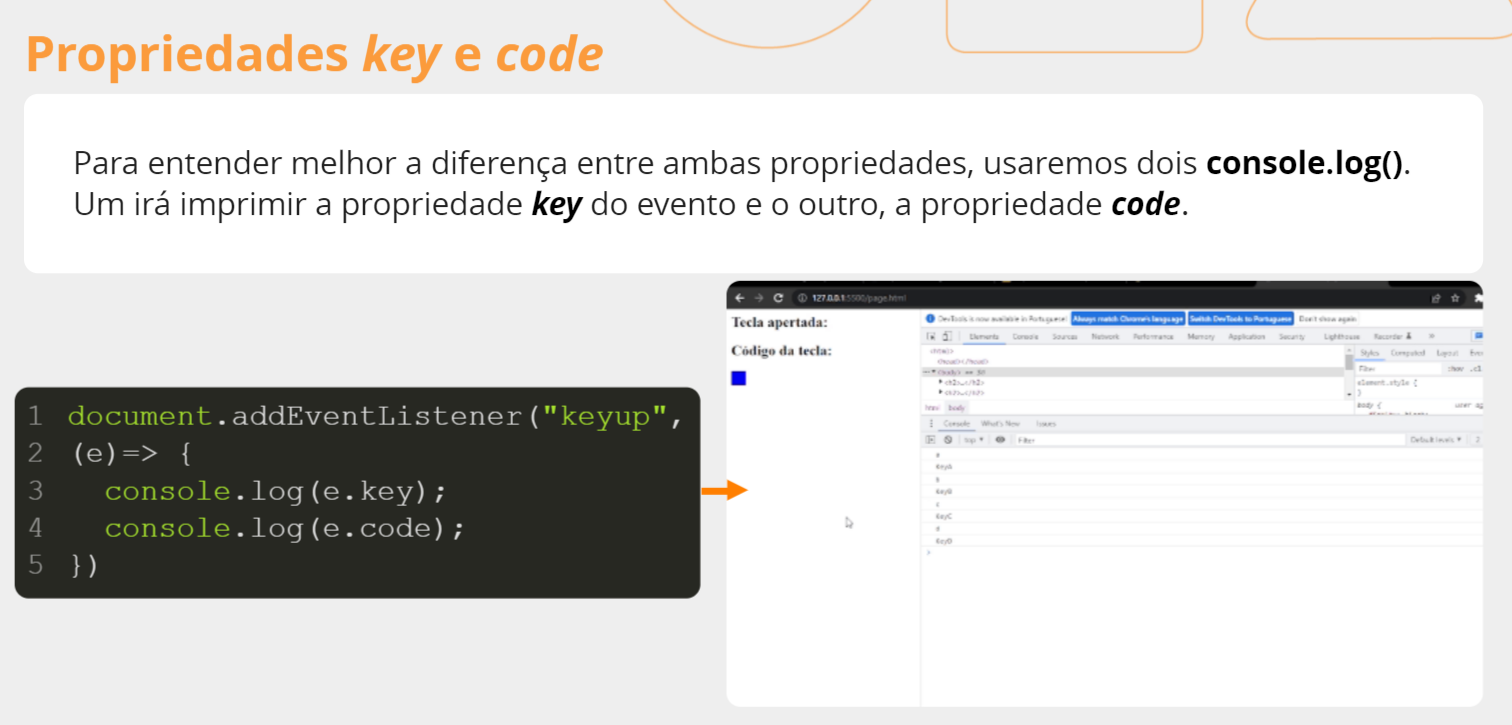 Propriedades key e code
Para entender melhor a diferença entre ambas propriedades, usaremos dois console.log().
Um irá imprimir a propriedade key do evento e o outro, a propriedade code.
1 document.addEventListener("keyup",
2 (e)=> {
3 console.log(e.key);
4 console.log(e.code);
5 })
127.0.0.1:5500/page.html
Tecla apertada:
Código da tecla:
DevTools is now available in Portuguese! Always match Chrome's language Switch DevTools to Portuguese Don't show again
Elements Console Sources Network Performance Memory Application Security Lighthouse Recorder
<head></head>
<body> == $0
<h2>…</h2>
<h2>…</h2>
html body
Styles Computed Layout
Filter :hov .cl
element.style {
}
body { user ag
Console What's New Issues
top Filter Default levels 2
KeyA
KeyB
KeyC
KeyD